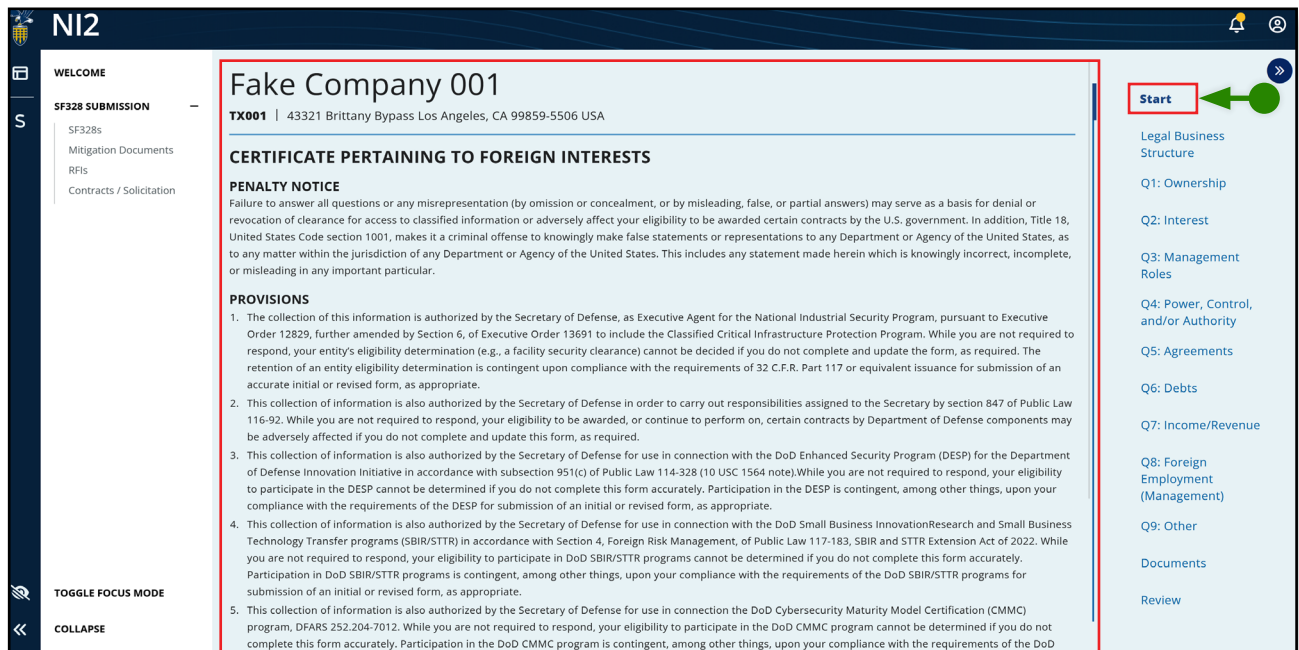 NI2
WELCOME
SF328 SUBMISSION
SF328s
Mitigation Documents
RFIs
Contracts / Solicitation
S
TOGGLE FOCUS MODE
COLLAPSE
Fake Company 001
TX001 | 43321 Brittany Bypass Los Angeles, CA 99859-5506 USA
CERTIFICATE PERTAINING TO FOREIGN INTERESTS
PENALTY NOTICE
Failure to answer all questions or any misrepresentation (by omission or concealment, or by misleading, false, or partial answers) may serve as a basis for denial or
revocation of clearance for access to classified information or adversely affect your eligibility to be awarded certain contracts by the U.S. government. In addition, Title 18,
United States Code section 1001, makes it a criminal offense to knowingly make false statements or representations to any Department or Agency of the United States, as
to any matter within the jurisdiction of any Department or Agency of the United States. This includes any statement made herein which is knowingly incorrect, incomplete,
or misleading in any important particular.
PROVISIONS
1. The collection of this information is authorized by the Secretary of Defense, as Executive Agent for the National Industrial Security Program, pursuant to Executive
Order 12829, further amended by Section 6, of Executive Order 13691 to include the Classified Critical Infrastructure Protection Program. While you are not required to
respond, your entity's eligibility determination (e.g., a facility security clearance) cannot be decided if you do not complete and update the form, as required. The
retention of an entity eligibility determination is contingent upon compliance with the requirements of 32 C.F.R. Part 117 or equivalent issuance for submission of an
accurate initial or revised form, as appropriate.
2. This collection of information is also authorized by the Secretary of Defense in order to carry out responsibilities assigned to the Secretary by section 847 of Public Law
116-92. While you are not required to respond, your eligibility to be awarded, or continue to perform on, certain contracts by Department of Defense components may
be adversely affected if you do not complete and update this form, as required.
3. This collection of information is also authorized by the Secretary of Defense for use in connection with the DoD Enhanced Security Program (DESP) for the Department
of Defense Innovation Initiative in accordance with subsection 951(c) of Public Law 114-328 (10 USC 1564 note).While you are not required to respond, your eligibility
to participate in the DESP cannot be determined if you do not complete this form accurately. Participation in the DESP is contingent, among other things, upon your
compliance with the requirements of the DESP for submission of an initial or revised form, as appropriate.
4. This collection of information is also authorized by the Secretary of Defense for use in connection with the DoD Small Business InnovationResearch and Small Business
Technology Transfer programs (SBIR/STTR) in accordance with Section 4, Foreign Risk Management, of Public Law 117-183, SBIR and STTR Extension Act of 2022. While
you are not required to respond, your eligibility to participate in DoD SBIR/STTR programs cannot be determined if you do not complete this form accurately.
Participation in DoD SBIR/STTR programs is contingent, among other things, upon your compliance with the requirements of the DoD SBIR/STTR programs for
submission of an initial or revised form, as appropriate.
5. This collection of information is also authorized by the Secretary of Defense for use in connection the DoD Cybersecurity Maturity Model Certification (CMMC)
program, DFARS 252.204-7012. While you are not required to respond, your eligibility to participate in the DoD CMMC program cannot be determined if you do not
complete this form accurately. Participation in the DoD CMMC program is contingent, among other things, upon your compliance with the requirements of the DoD
Start
Legal Business
Structure
Q1: Ownership
Q2: Interest
Q3: Management
Roles
Q4: Power, Control,
and/or Authority
Q5: Agreements
Q6: Debts
Q7: Income/Revenue
Q8: Foreign
Employment
(Management)
Q9: Other
Documents
Review